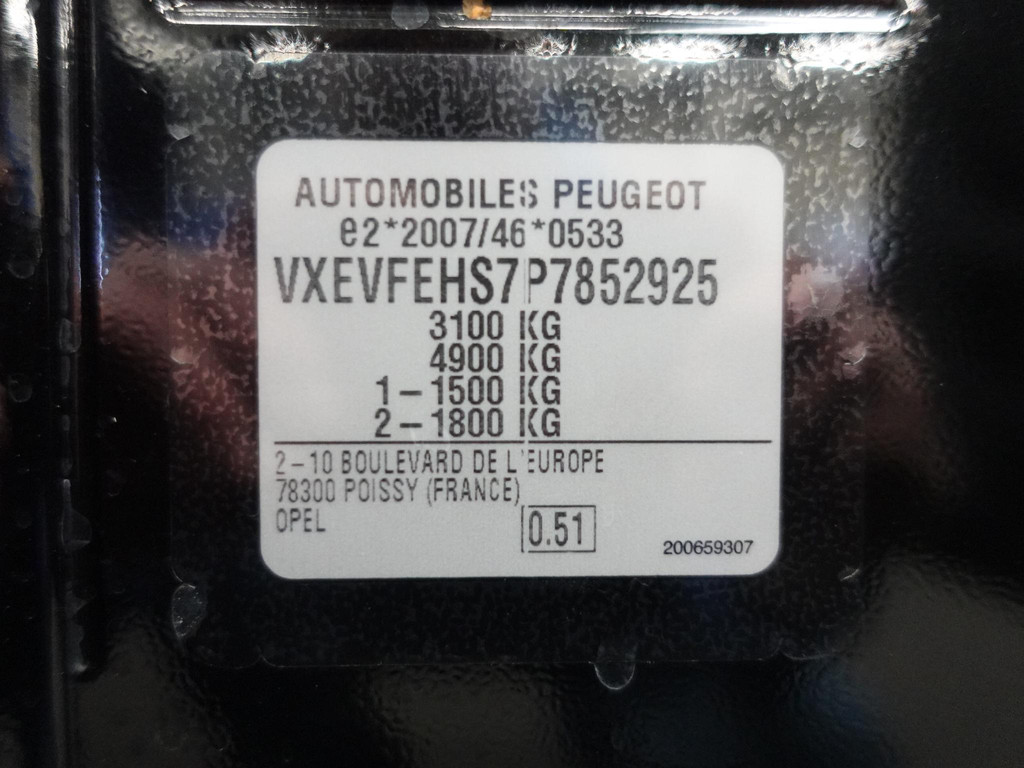 AUTOMOBILES PEUGEOT
e2*2007/46*0533
VXEVFEHS7P7852925
3100 KG
4900 KG
1-1500 KG
2-1800 KG
2-10 BOULEVARD DE L'EUROPE
78300 POISSY (FRANCE)
OPEL
0.51
200659307